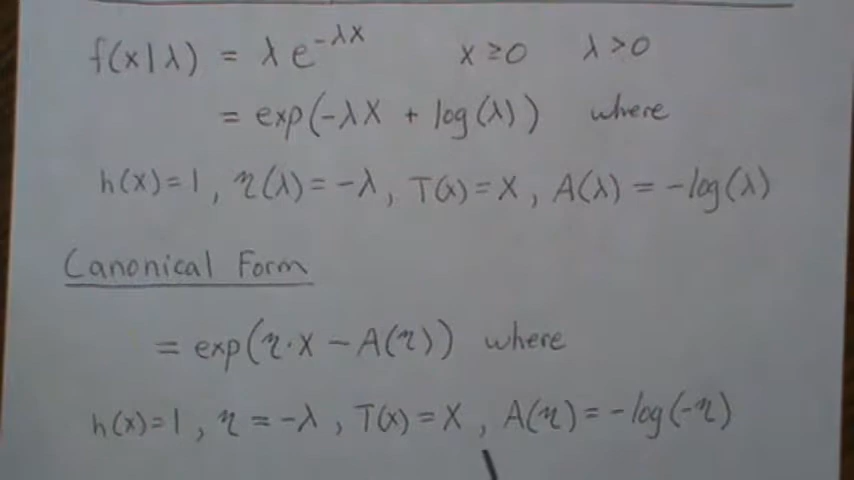 f(x|λ) = λ e^{-λx} x ≥ 0 λ > 0
= exp(-λx + log(λ)) where
h(x)=1, η(λ) = -λ, T(x) = x, A(λ) = -log(λ)
Canonical Form
= exp(η·x - A(η)) where
h(x)=1, η = -λ, T(x) = x, A(η) = -log(-η)